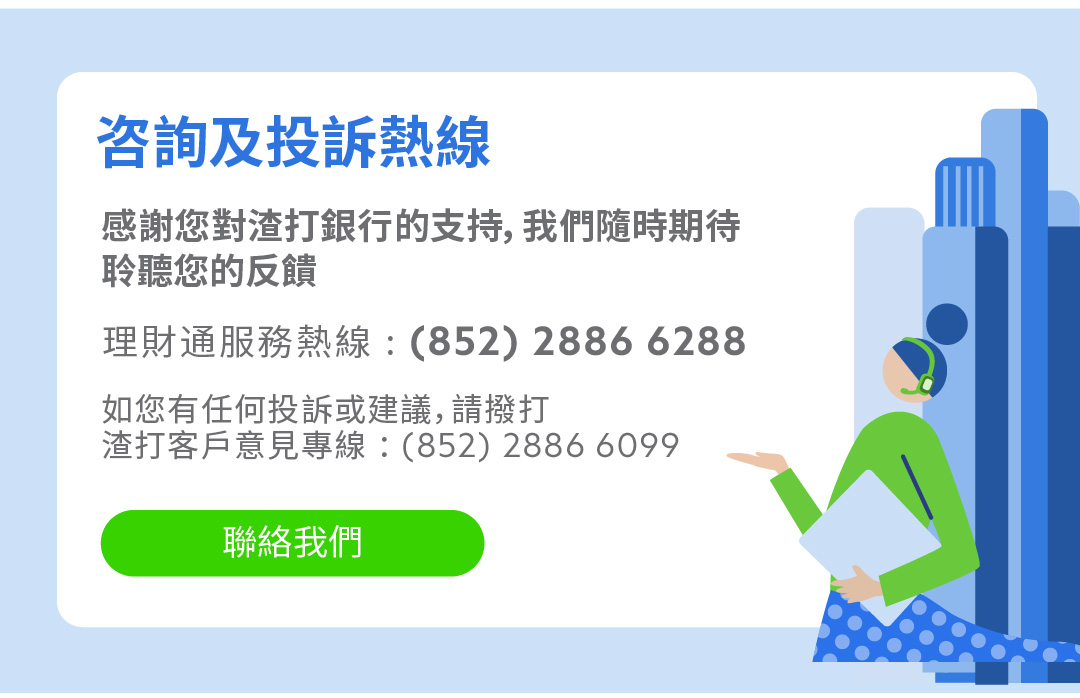 咨詢及投訴熱線
感謝您對渣打銀行的支持, 我們隨時期待
聆聽您的反饋
理財通服務熱線：(852) 2886 6288
如您有任何投訴或建議, 請撥打
渣打客戶意見專線：(852) 2886 6099
聯絡我們